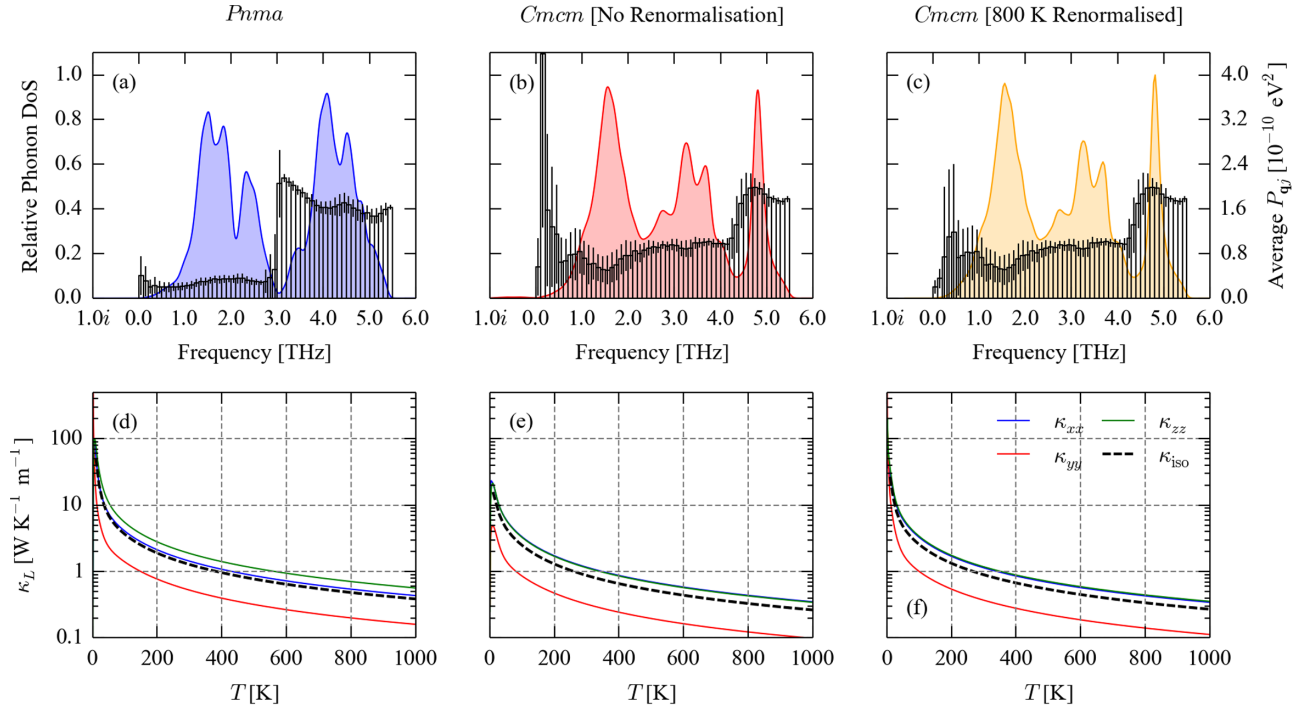 Pnma
Cmcm [No Renormalisation]
Cmcm [800 K Renormalised]
Relative Phonon DoS
1.0
0.8
0.6
0.4
0.2
0.0
(a)
1.0i 0.0 1.0 2.0 3.0 4.0 5.0 6.0
Frequency [THz]
(b)
1.0i 0.0 1.0 2.0 3.0 4.0 5.0 6.0
Frequency [THz]
(c)
1.0i 0.0 1.0 2.0 3.0 4.0 5.0 6.0
Frequency [THz]
4.0
3.2
2.4
1.6
0.8
0.0
Average P_qj [10^−10 eV^2]
κ_L [W K^−1 m^−1]
100
10
1
0.1
(d)
0 200 400 600 800 1000
T [K]
(e)
0 200 400 600 800 1000
T [K]
κ_xx κ_zz
κ_yy κ_iso
(f)
0 200 400 600 800 1000
T [K]